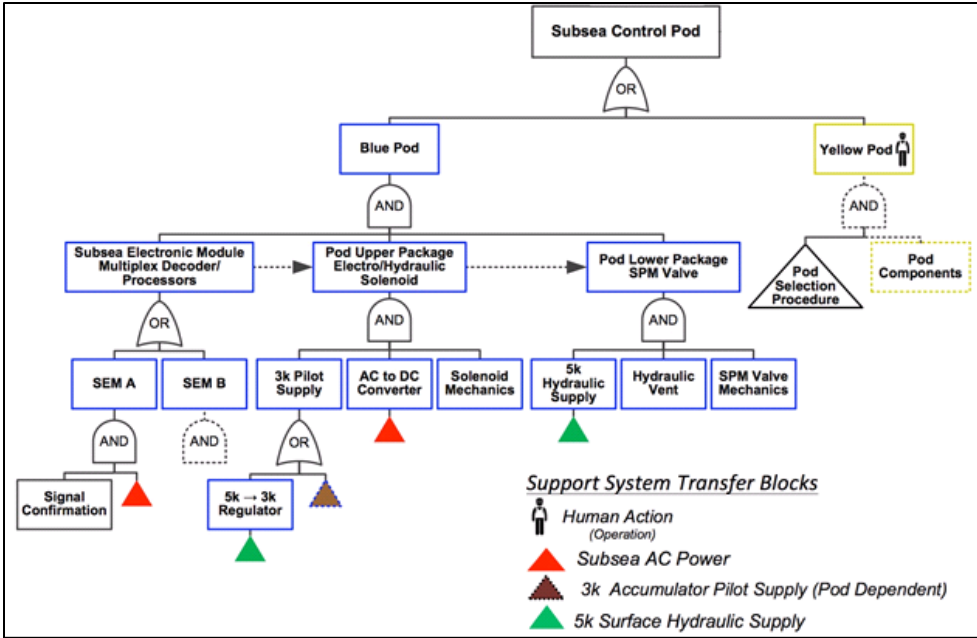 Subsea Control Pod
OR
Blue Pod
Yellow Pod
AND
AND
Subsea Electronic Module
Multiplex Decoder/
Processors
Pod Upper Package
Electro/Hydraulic
Solenoid
Pod Lower Package
SPM Valve
Pod
Selection
Procedure
Pod
Components
OR
AND
AND
SEM A
SEM B
3k Pilot
Supply
AC to DC
Converter
Solenoid
Mechanics
5k
Hydraulic
Supply
Hydraulic
Vent
SPM Valve
Mechanics
AND
AND
OR
Signal
Confirmation
5k → 3k
Regulator
Support System Transfer Blocks
Human Action
(Operation)
Subsea AC Power
3k Accumulator Pilot Supply (Pod Dependent)
5k Surface Hydraulic Supply